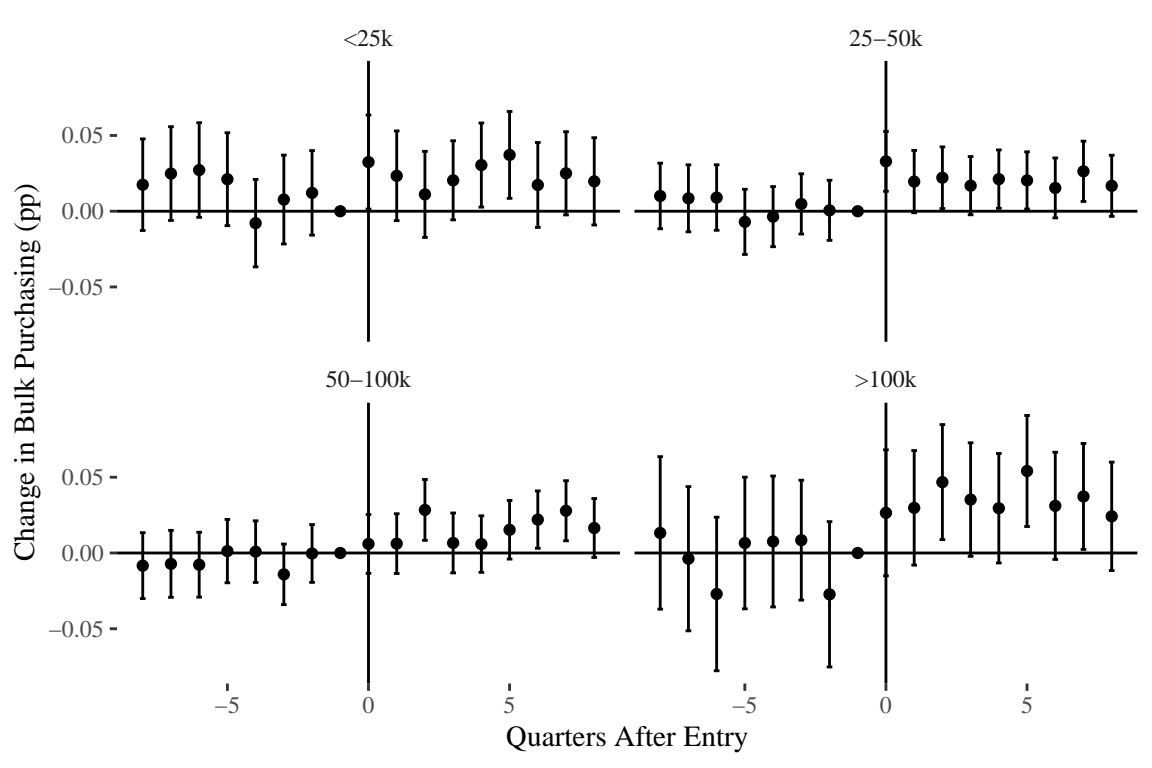 <25k
25–50k
0.05
0.00
−0.05
50–100k
>100k
0.05
0.00
−0.05
−5
0
5
−5
0
5
Quarters After Entry
Change in Bulk Purchasing (pp)